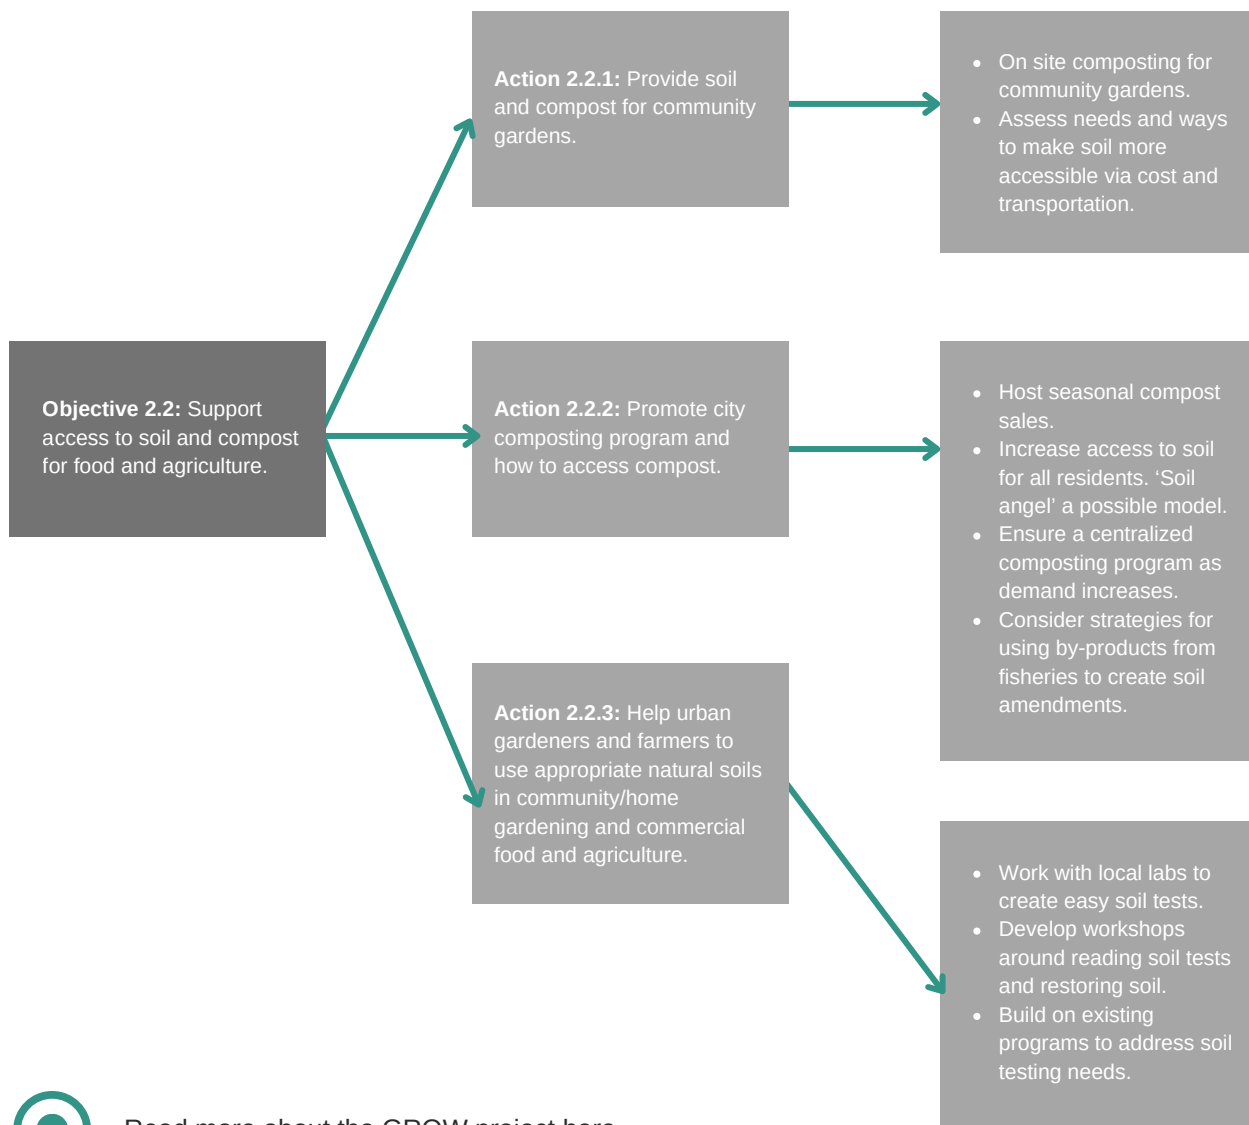 Action 2.2.1: Provide soil
and compost for community
gardens.
• On site composting for
community gardens.
• Assess needs and ways
to make soil more
accessible via cost and
transportation.
Objective 2.2: Support
access to soil and compost
for food and agriculture.
Action 2.2.2: Promote city
composting program and
how to access compost.
• Host seasonal compost
sales.
• Increase access to soil
for all residents. ‘Soil
angel’ a possible model.
• Ensure a centralized
composting program as
demand increases.
• Consider strategies for
using by-products from
fisheries to create soil
amendments.
Action 2.2.3: Help urban
gardeners and farmers to
use appropriate natural soils
in community/home
gardening and commercial
food and agriculture.
• Work with local labs to
create easy soil tests.
• Develop workshops
around reading soil tests
and restoring soil.
• Build on existing
programs to address soil
testing needs.
Read more about the GROW project here